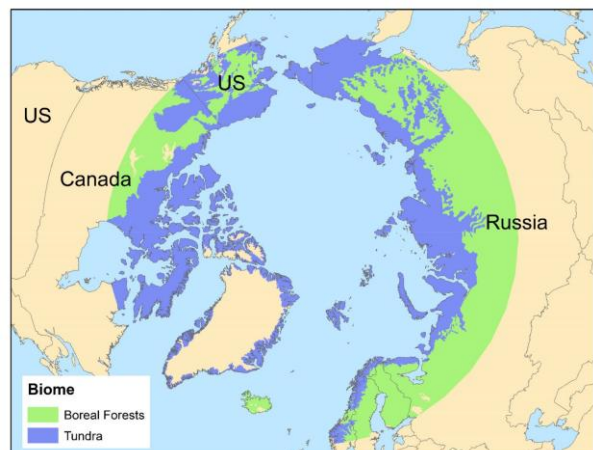 US
US
Canada
Russia
Biome
Boreal Forests
Tundra